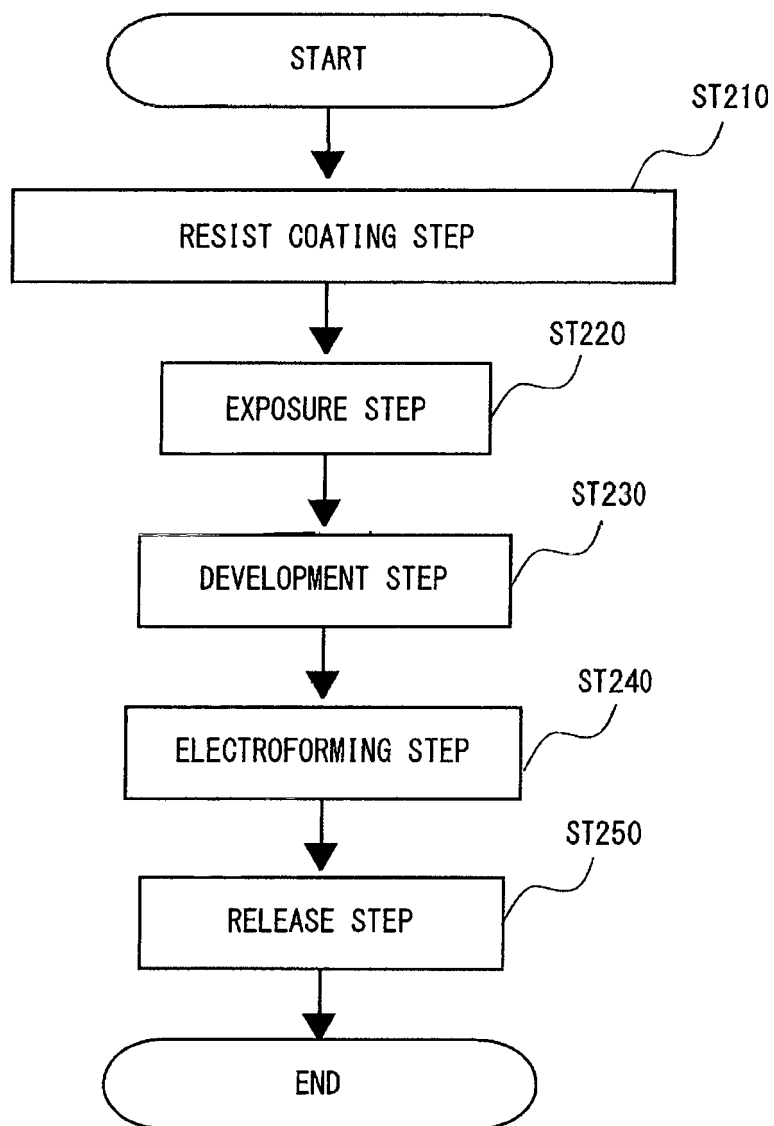 START
ST210
RESIST COATING STEP
ST220
EXPOSURE STEP
ST230
DEVELOPMENT STEP
ST240
ELECTROFORMING STEP
ST250
RELEASE STEP
END